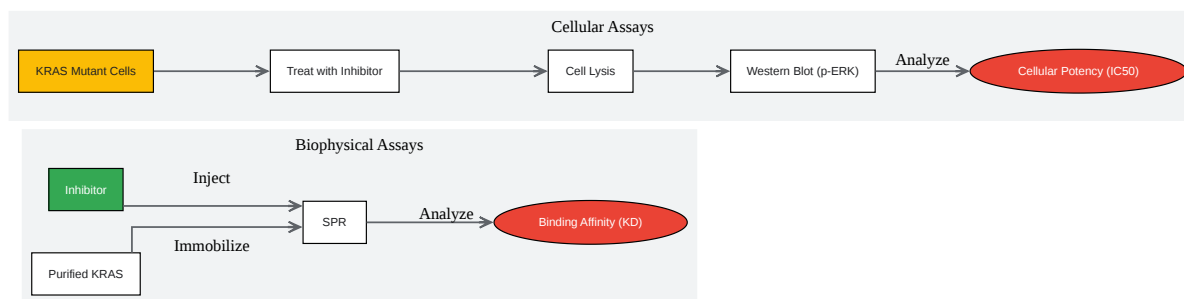 Cellular Assays
KRAS Mutant Cells
Treat with Inhibitor
Cell Lysis
Western Blot (p-ERK)
Analyze
Cellular Potency (IC50)
Biophysical Assays
Inhibitor
Inject
SPR
Analyze
Binding Affinity (KD)
Immobilize
Purified KRAS